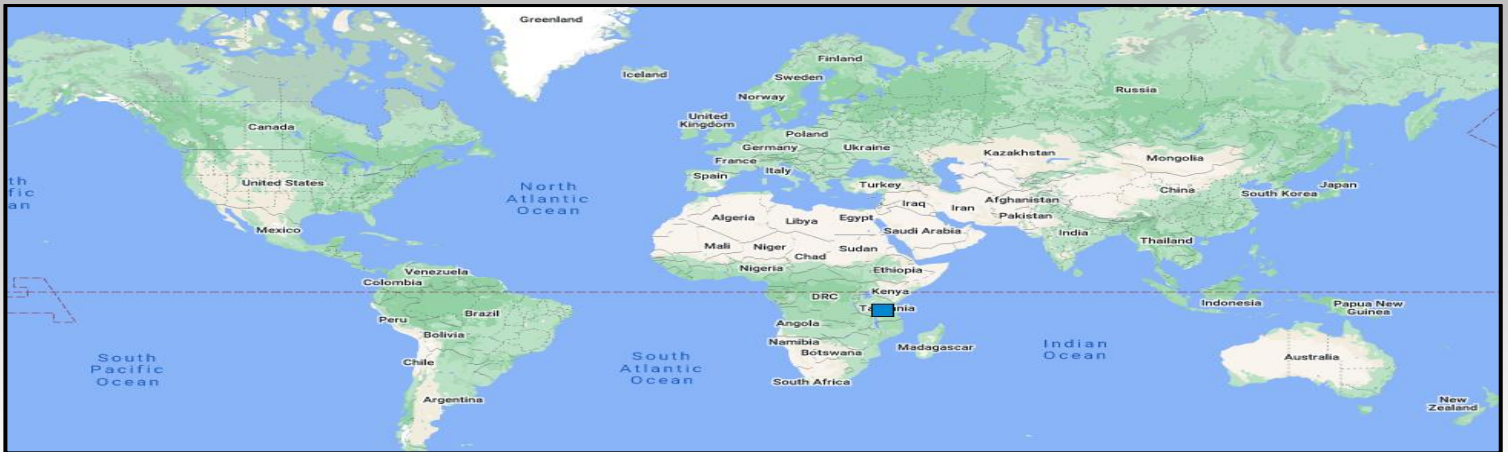 Greenland
Iceland
Finland
Sweden
Norway
Russia
United
Kingdom
Canada
Poland
Germany
Ukraine
France
Kazakhstan
Mongolia
Italy
Spain
United States
th
fic
an
North
Atlantic
Ocean
Turkey
China
South Korea
Japan
Iraq
Iran
Afghanistan
Pakistan
Algeria
Libya
Egypt
Mexico
Saudi Arabia
India
Mali
Niger
Sudan
Chad
Thailand
Venezuela
Colombia
Nigeria
Ethiopia
Kenya
DRC
Indonesia
Papua New
Guinea
Peru
Brazil
Angola
Bolivia
Namibia
Botswana
Madagascar
Indian
Ocean
South
Pacific
Ocean
Chile
South
Atlantic
Ocean
Australia
South Africa
Argentina
New
Zealand